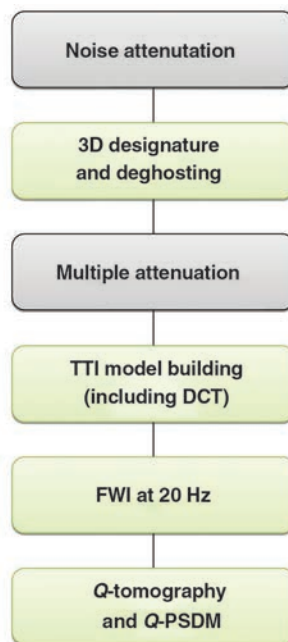 Noise attenutation
3D designature
and deghosting
Multiple attenuation
TTI model building
(including DCT)
FWI at 20 Hz
Q-tomography
and Q-PSDM